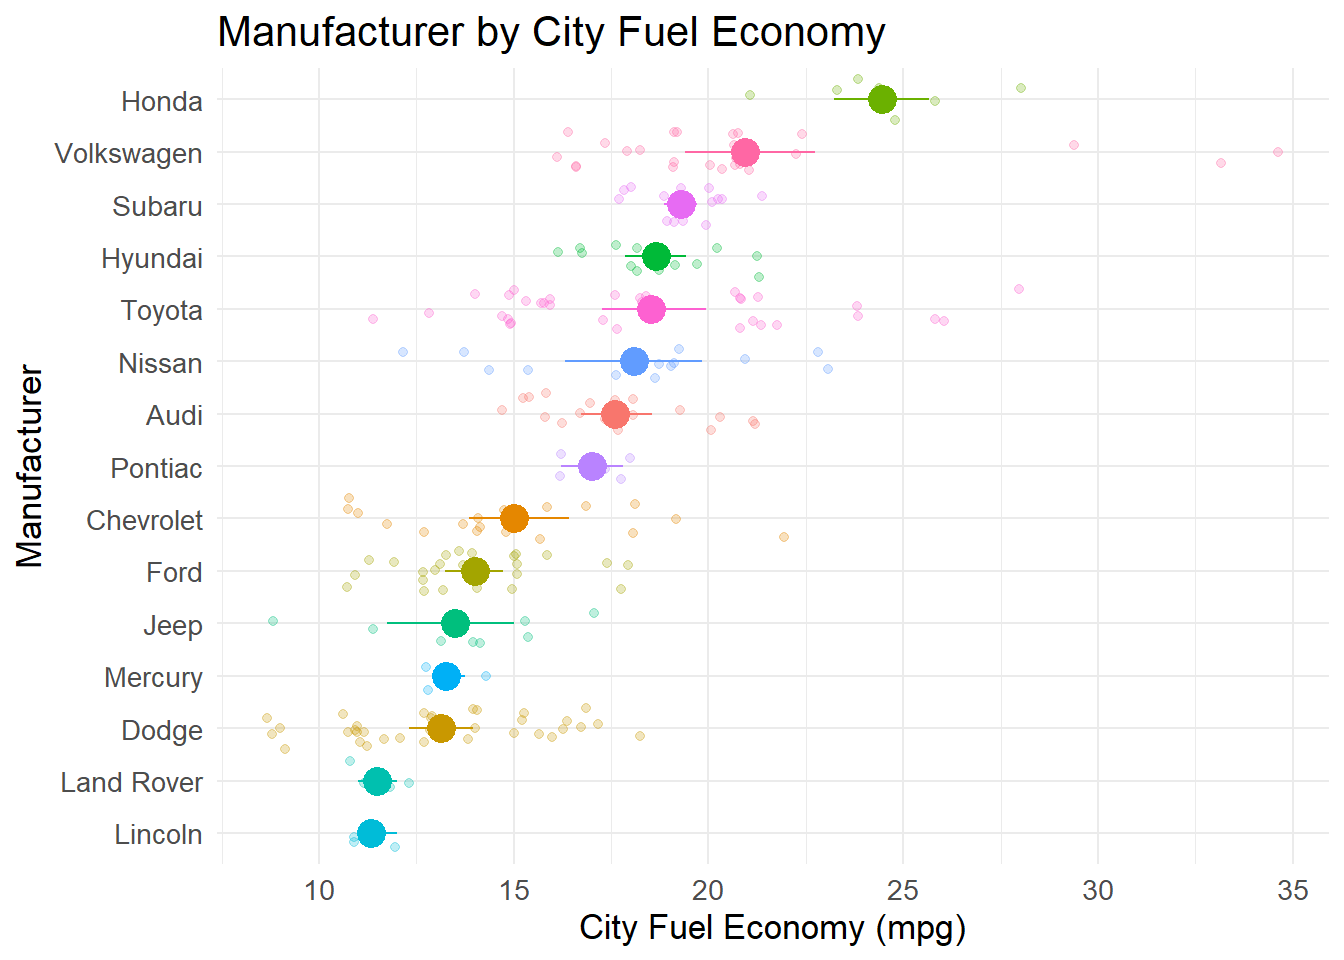 Manufacturer by City Fuel Economy
Manufacturer
Honda
Volkswagen
Subaru
Hyundai
Toyota
Nissan
Audi
Pontiac
Chevrolet
Ford
Jeep
Mercury
Dodge
Land Rover
Lincoln
10 15 20 25 30 35
City Fuel Economy (mpg)